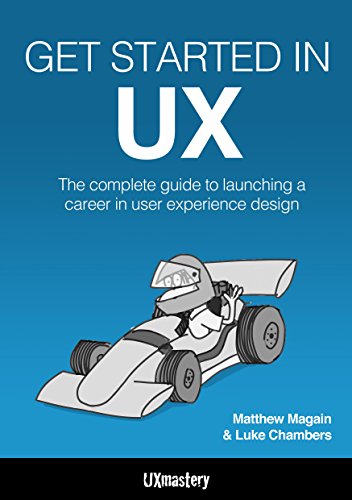 GET STARTED IN
UX
The complete guide to launching a
career in user experience design
Matthew Magain
& Luke Chambers
UXmastery